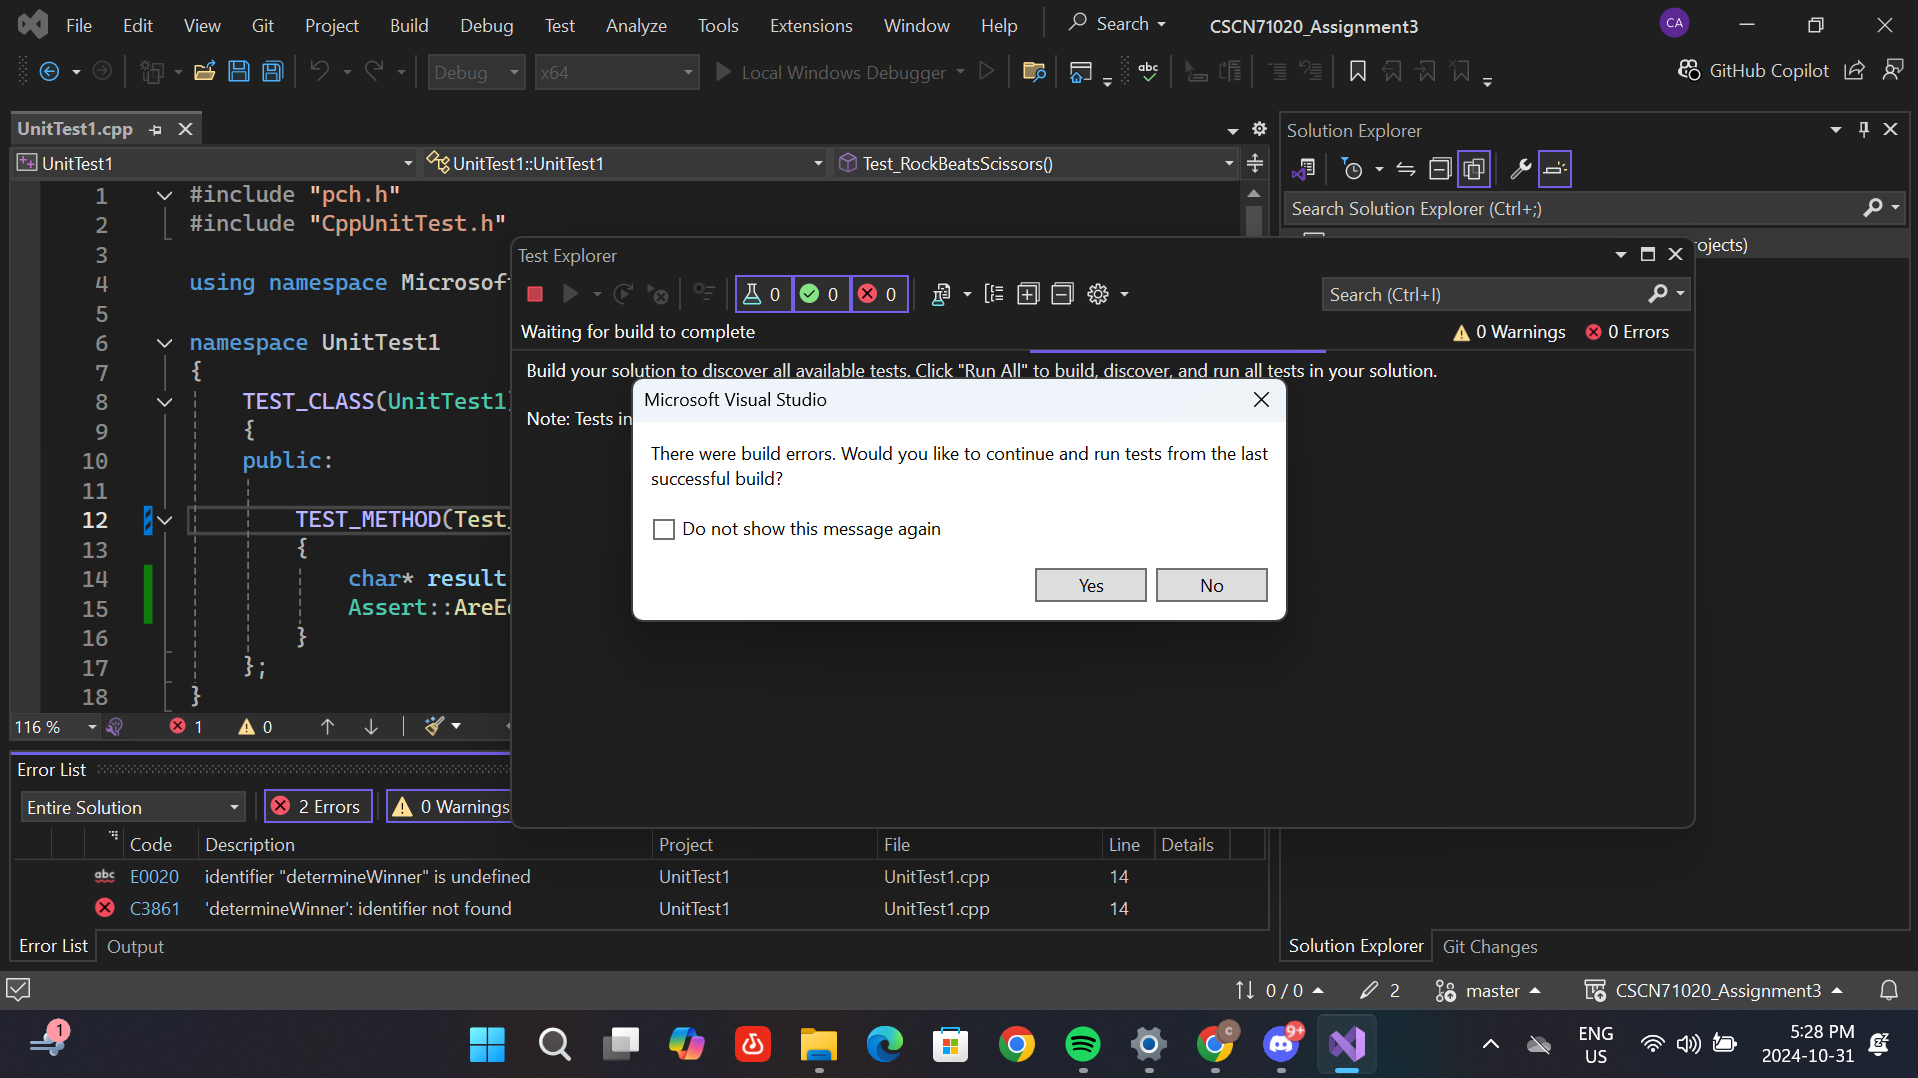 File Edit View Git Project Build Debug Test Analyze Tools Extensions Window Help Search CSCN71020_Assignment3 CA
Debug x64 Local Windows Debugger abc GitHub Copilot
UnitTest1.cpp
UnitTest1 UnitTest1::UnitTest1 Test_RockBeatsScissors()
1 #include "pch.h"
2 #include "CppUnitTest.h"
3
4 using namespace Microsoft
5
6 namespace UnitTest1
7 {
8 TEST_CLASS(UnitTest1)
9 {
10 public:
11
12 TEST_METHOD(Test_
13 {
14 char* result
15 Assert::AreE
16 }
17 };
18 }
116 % 1 0
Solution Explorer
Search Solution Explorer (Ctrl+;)
ojects)
Test Explorer
0 0 0 Search (Ctrl+I)
Waiting for build to complete 0 Warnings 0 Errors
Build your solution to discover all available tests. Click "Run All" to build, discover, and run all tests in your solution.
Note: Tests in
Microsoft Visual Studio
There were build errors. Would you like to continue and run tests from the last
successful build?
Do not show this message again
Yes No
Error List
Entire Solution 2 Errors 0 Warnings
Code Description Project File Line Details
abc E0020 identifier "determineWinner" is undefined UnitTest1 UnitTest1.cpp 14
C3861 'determineWinner': identifier not found UnitTest1 UnitTest1.cpp 14
Error List Output
Solution Explorer Git Changes
0 / 0 2 master CSCN71020_Assignment3
1 C 9+ ENG
US
5:28 PM
2024-10-31